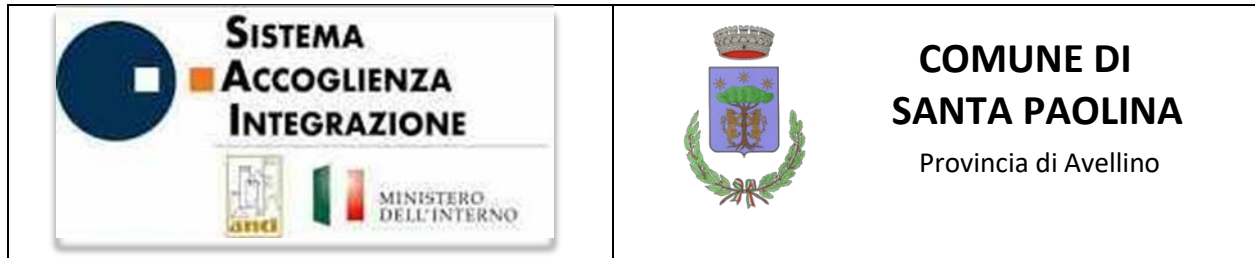 SISTEMA
ACCOGLIENZA
INTEGRAZIONE
anci
MINISTERO
DELL'INTERNO
COMUNE DI
SANTA PAOLINA
Provincia di Avellino